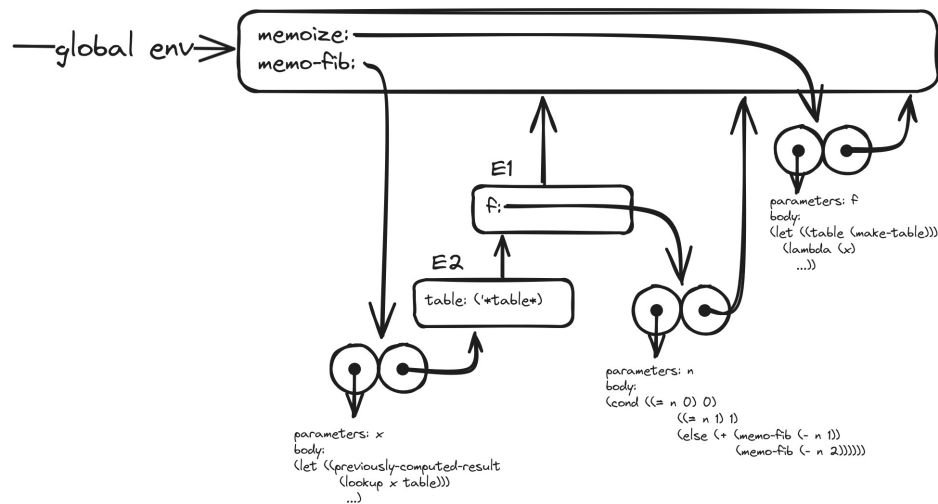 global env
memoize:
memo-fib:
E1
f:
parameters: f
body:
(let ((table (make-table)))
(lambda (x)
...))
E2
table: ('*table*)
parameters: n
body:
(cond ((= n 0) 0)
((= n 1) 1)
(else (+ (memo-fib (- n 1))
(memo-fib (- n 2))))))
parameters: x
body:
(let ((previously-computed-result
(lookup x table)))
...)